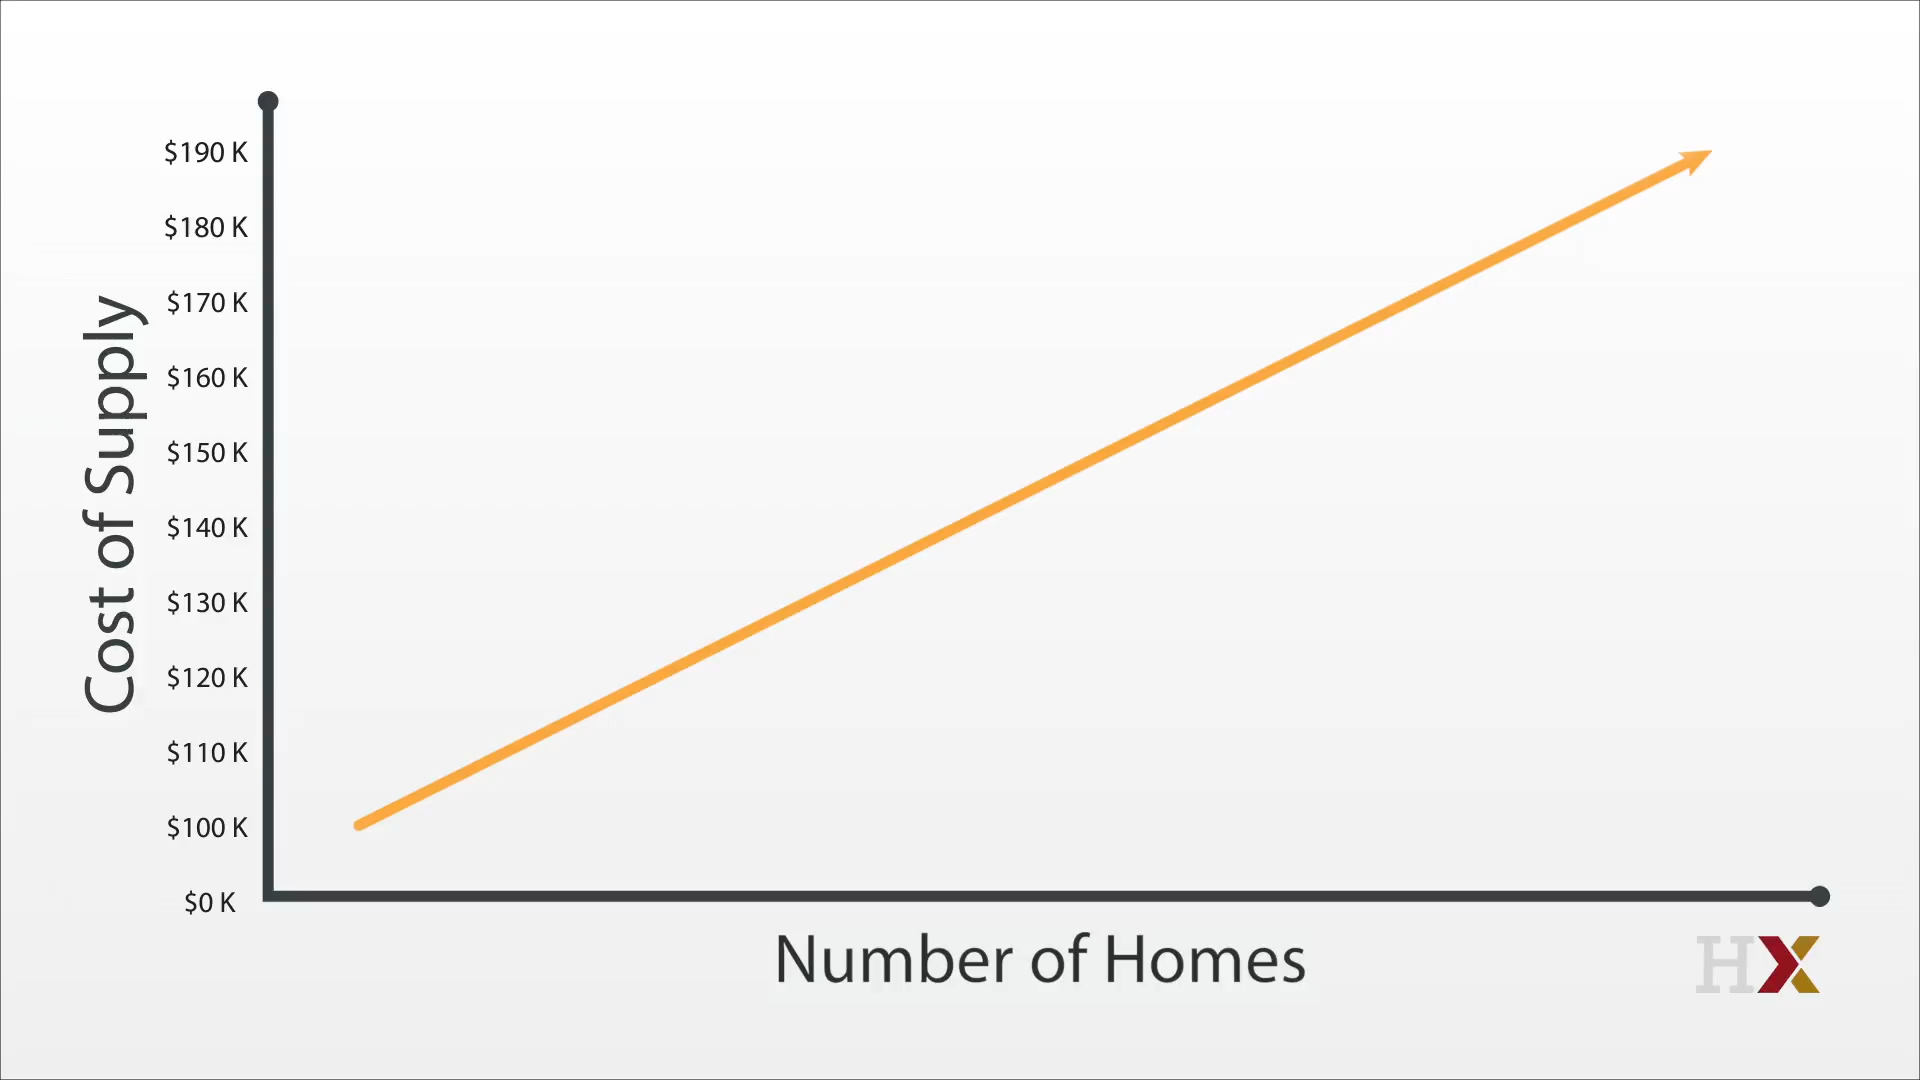 $190 K
$180 K
$170 K
$160 K
$150 K
$140 K
$130 K
$120 K
$110 K
$100 K
$0 K
Cost of Supply
Number of Homes
HX